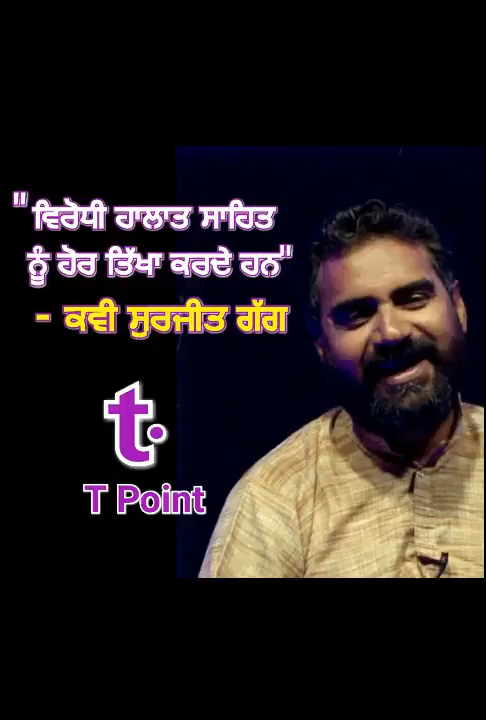 " ਵਿਰੋਧੀ ਹਾਲਾਤ ਸਾਹਿਤ
ਨੂੰ ਹੋਰ ਤਿੱਖਾ ਕਰਦੇ ਹਨ"
- ਕਵੀ ਸੁਰਜੀਤ ਗੱਗ
t.
T Point